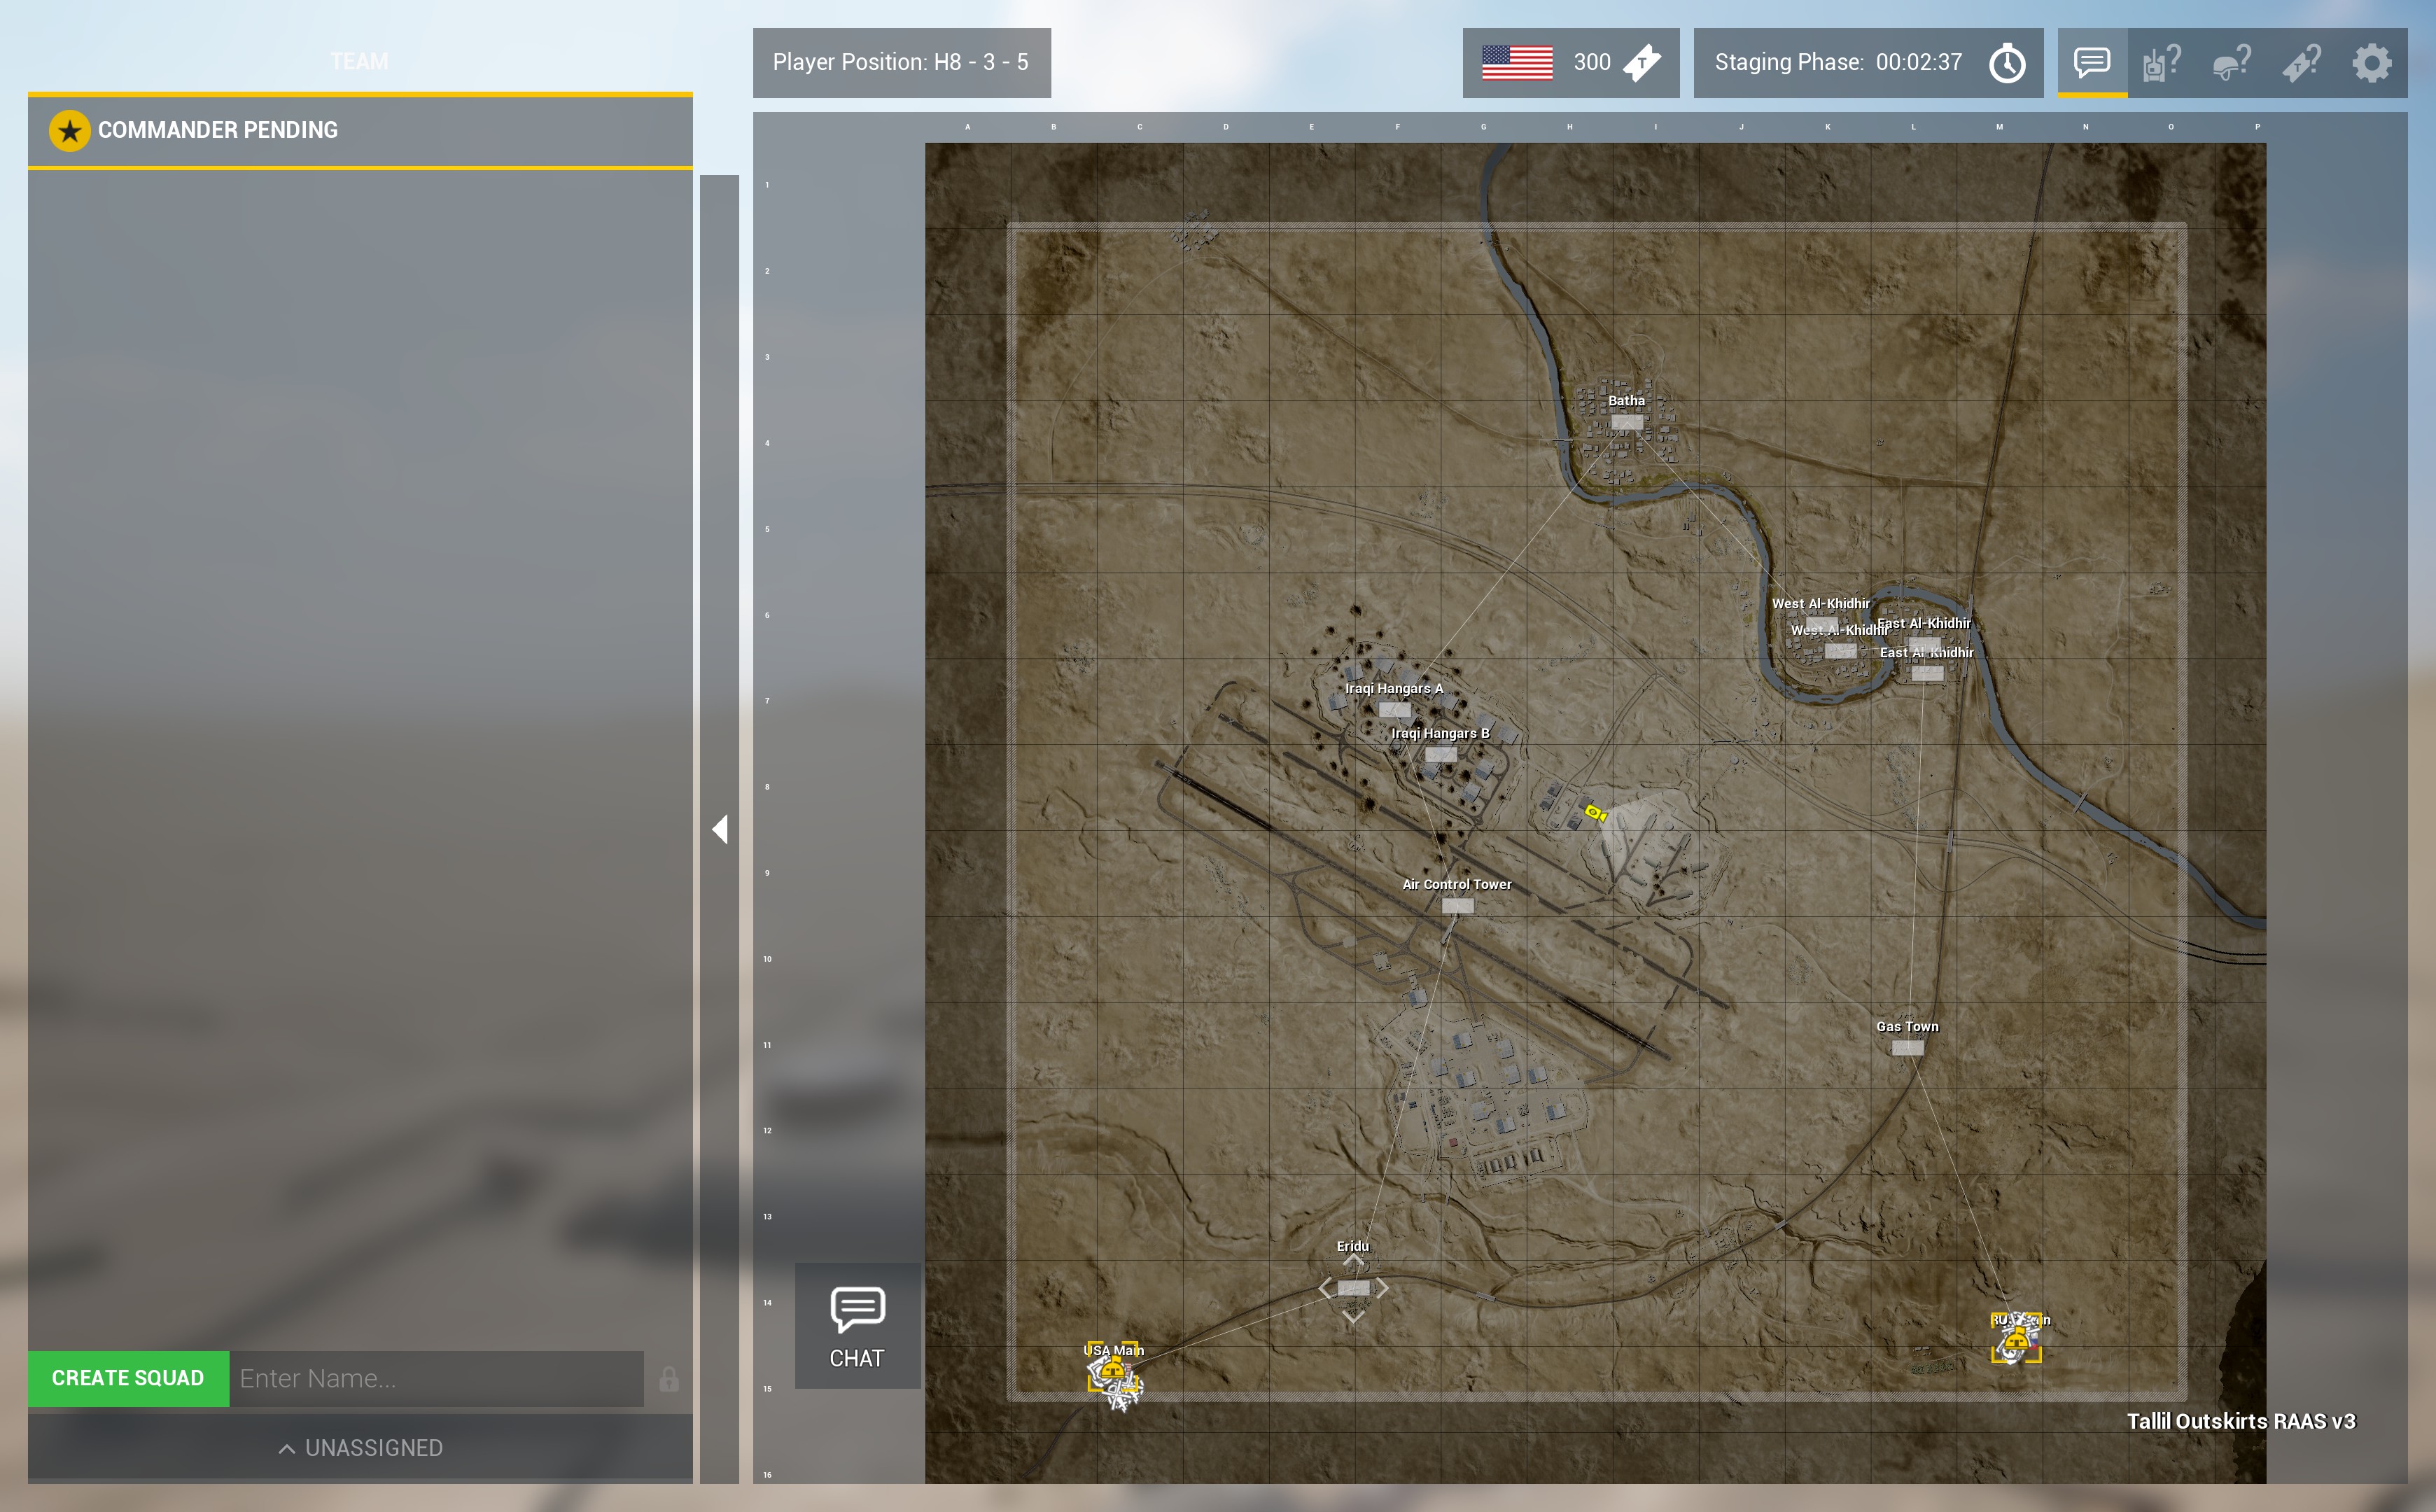 TEAM
COMMANDER PENDING
Player Position: H8 - 3 - 5
300
Staging Phase: 00:02:37
A B C D E F G H I J K L M N O P
1
2
3
4
5
6
7
8
9
10
11
12
13
14
15
16
Batha
West Al-Khidhir
East Al-Khidhir
West Al-Khidhir
East Al-Khidhir
Iraqi Hangars A
Iraqi Hangars B
Air Control Tower
Gas Town
Eridu
USA Main
CHAT
CREATE SQUAD
Enter Name...
UNASSIGNED
Tallil Outskirts RAAS v3